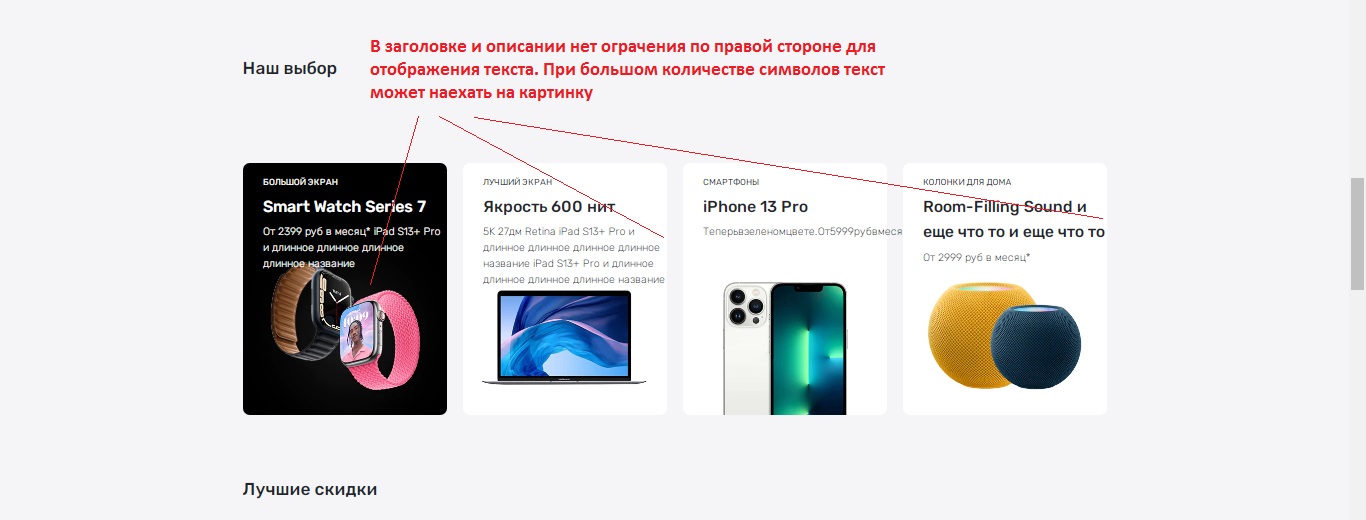 В заголовке и описании нет ограчения по правой стороне для
отображения текста. При большом количестве символов текст
может наехать на картинку
Наш выбор
БОЛЬШОЙ ЭКРАН
Smart Watch Series 7
От 2399 руб в месяц* iPad S13+ Pro
и длинное длинное длинное
длинное название
ЛУЧШИЙ ЭКРАН
Якрость 600 нит
5K 27дм Retina iPad S13+ Pro и
длинное длинное длинное длинное
название iPad S13+ Pro и длинное
длинное длинное длинное название
СМАРТФОНЫ
iPhone 13 Pro
Теперьвзеленомцвете.От5999рубвмеся
КОЛОНКИ ДЛЯ ДОМА
Room-Filling Sound и
еще что то и еще что то
От 2999 руб в месяц*
Лучшие скидки